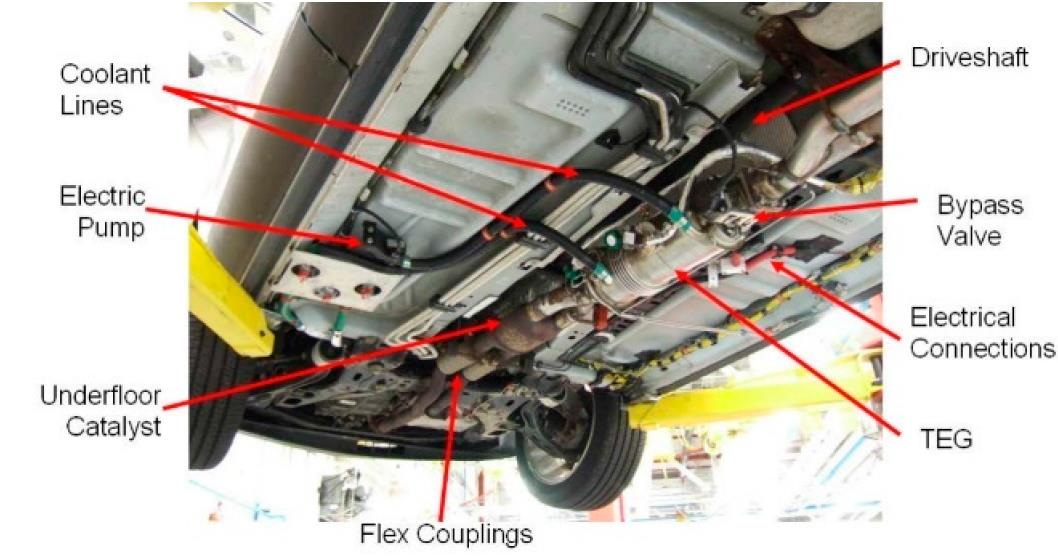 Coolant
Lines
Electric
Pump
Underfloor
Catalyst
Flex Couplings
Driveshaft
Bypass
Valve
Electrical
Connections
TEG